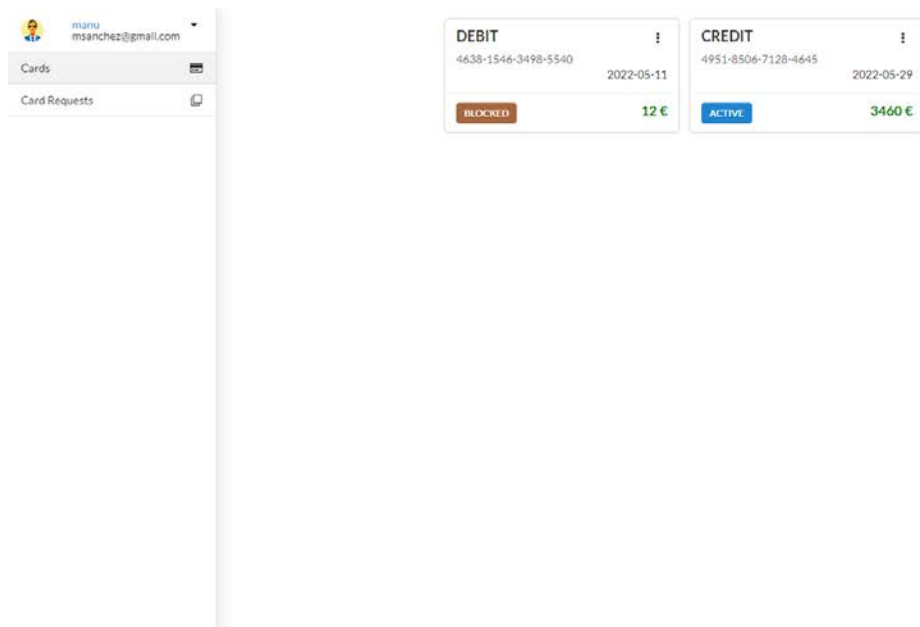 manu
msanchez@gmail.com
Cards
Card Requests
DEBIT
4638-1546-3498-5540
2022-05-11
BLOCKED
12 €
CREDIT
4951-8506-7128-4645
2022-05-29
ACTIVE
3460 €